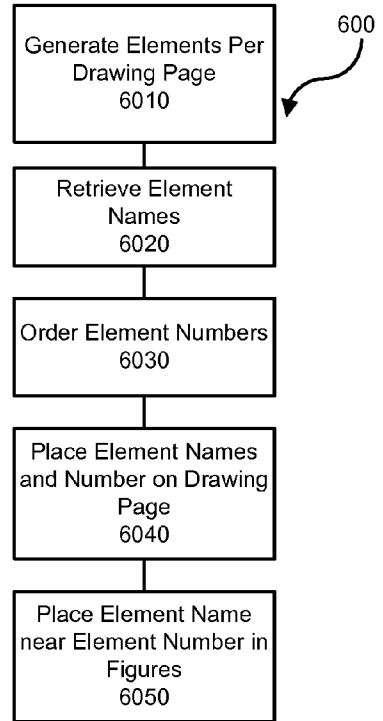 600
Generate Elements Per
Drawing Page
6010
Retrieve Element
Names
6020
Order Element Numbers
6030
Place Element Names
and Number on Drawing
Page
6040
Place Element Name
near Element Number in
Figures
6050